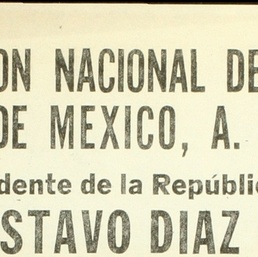 ON NACIONAL DE
DE MEXICO, A.
dente de la Repúblic
STAVO DIAZ